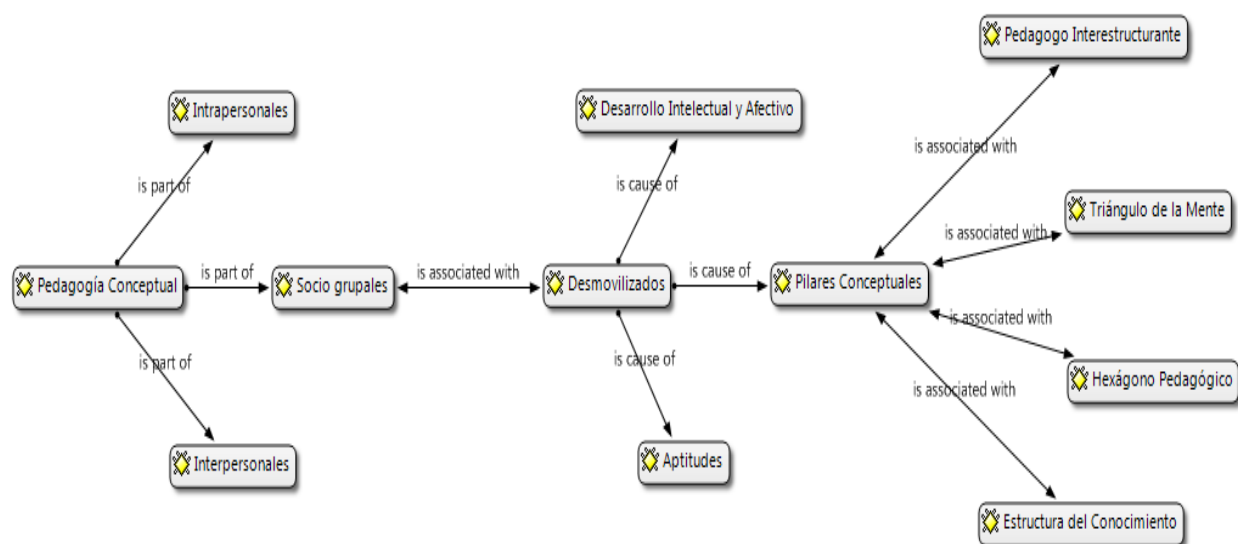 Pedagogo Interestructurante
Intrapersonales
Desarrollo Intelectual y Afectivo
is associated with
is part of
is cause of
Triángulo de la Mente
is associated with
Pedagogía Conceptual
is part of
Socio grupales
is associated with
Desmovilizados
is cause of
Pilares Conceptuales
is associated with
is part of
is cause of
is associated with
Hexágono Pedagógico
Interpersonales
Aptitudes
Estructura del Conocimiento